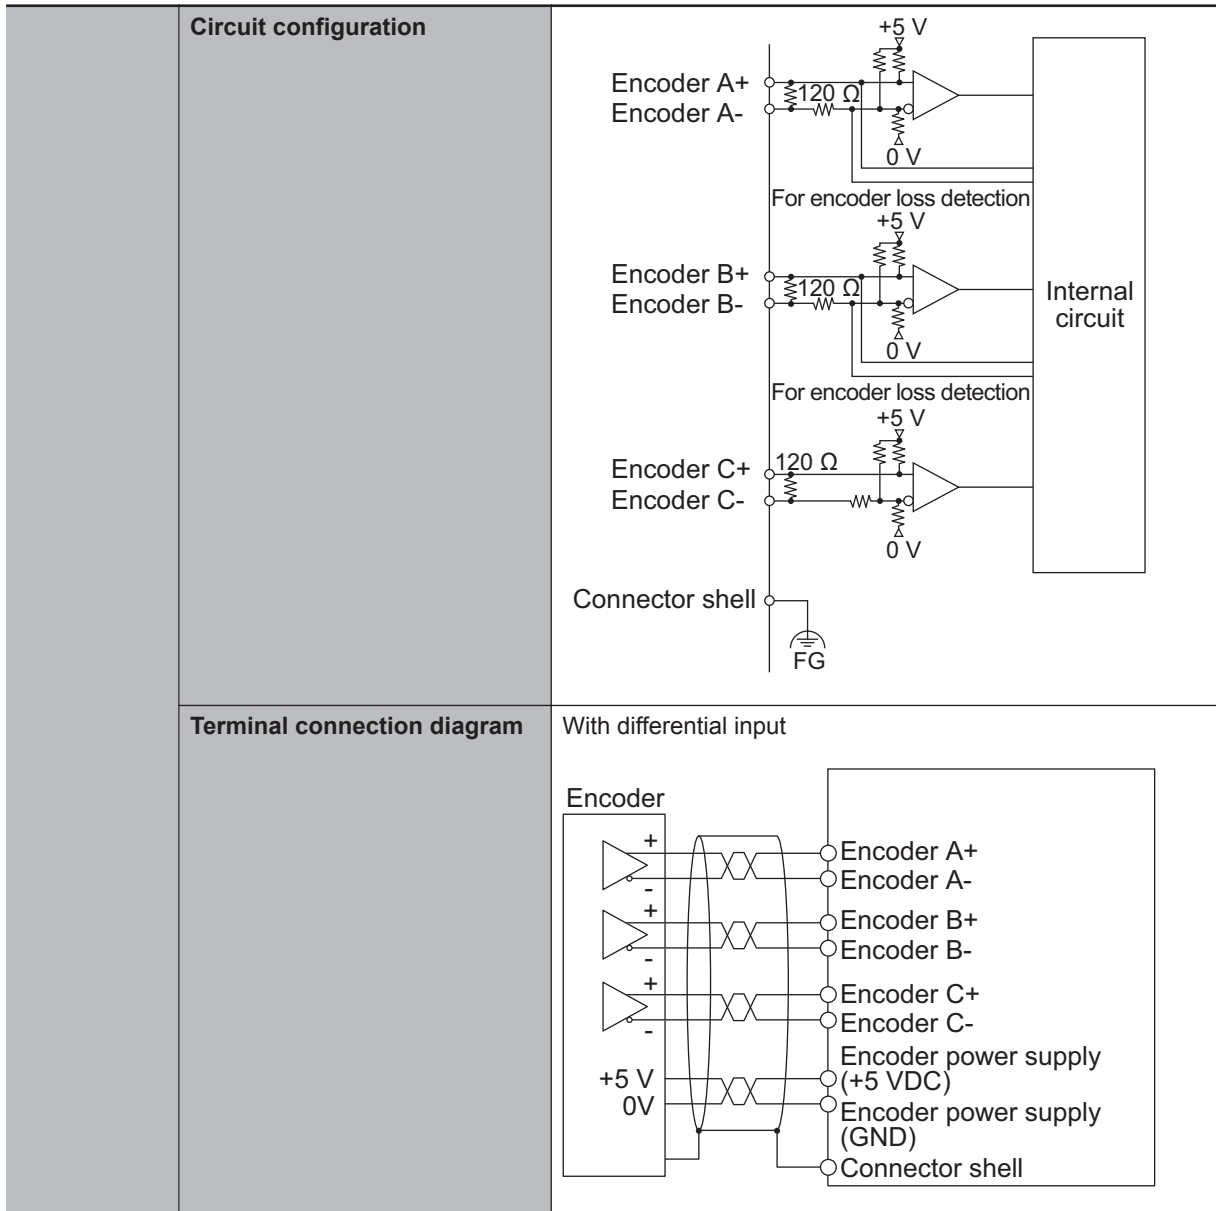 Circuit configuration
+5 V
Encoder A+
120 Ω
Encoder A-
0 V
For encoder loss detection
+5 V
Encoder B+
120 Ω
Encoder B-
Internal
circuit
0 V
For encoder loss detection
+5 V
Encoder C+
120 Ω
Encoder C-
0 V
Connector shell
FG
Terminal connection diagram
With differential input
Encoder
+
Encoder A+
-
Encoder A-
+
Encoder B+
-
Encoder B-
+
Encoder C+
-
Encoder C-
+5 V
Encoder power supply
(+5 VDC)
0V
Encoder power supply
(GND)
Connector shell